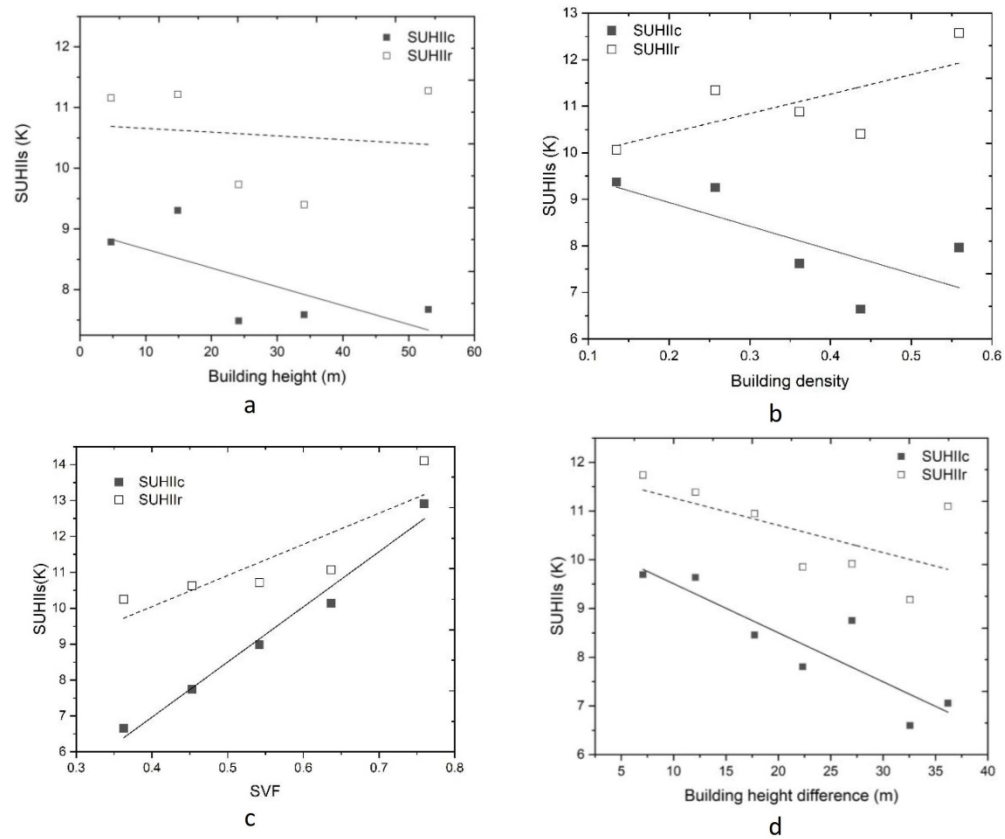 SUHIIc
SUHIIr
SUHIIs (K)
12
11
10
9
8
0
10
20
30
40
50
60
Building height (m)
a
SUHIIc
SUHIIr
SUHIIs (K)
13
12
11
10
9
8
7
6
0.1
0.2
0.3
0.4
0.5
0.6
Building density
b
SUHIIc
SUHIIr
SUHIIs(K)
14
13
12
11
10
9
8
7
6
0.3
0.4
0.5
0.6
0.7
0.8
SVF
c
SUHIIc
SUHIIr
SUHIIs (K)
12
11
10
9
8
7
6
5
10
15
20
25
30
35
40
Building height difference (m)
d